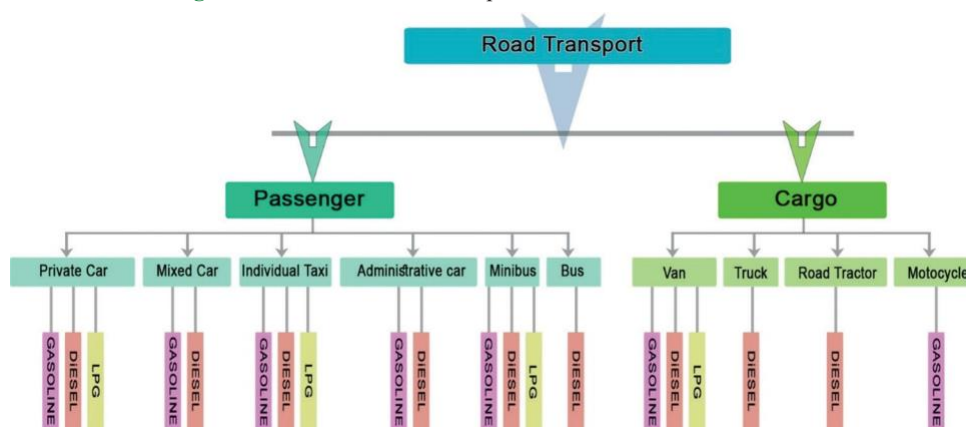 Road Transport
Passenger
Cargo
Private Car
Mixed Car
Individual Taxi
Administrative car
Minibus
Bus
Van
Truck
Road Tractor
Motocycle
GASOLINE
DiESEL
LPG
GASOLINE
DiESEL
GASOLINE
DiESEL
LPG
GASOLINE
DiESEL
GASOLINE
DiESEL
LPG
DiESEL
GASOLINE
DiESEL
LPG
DiESEL
DiESEL
GASOLINE